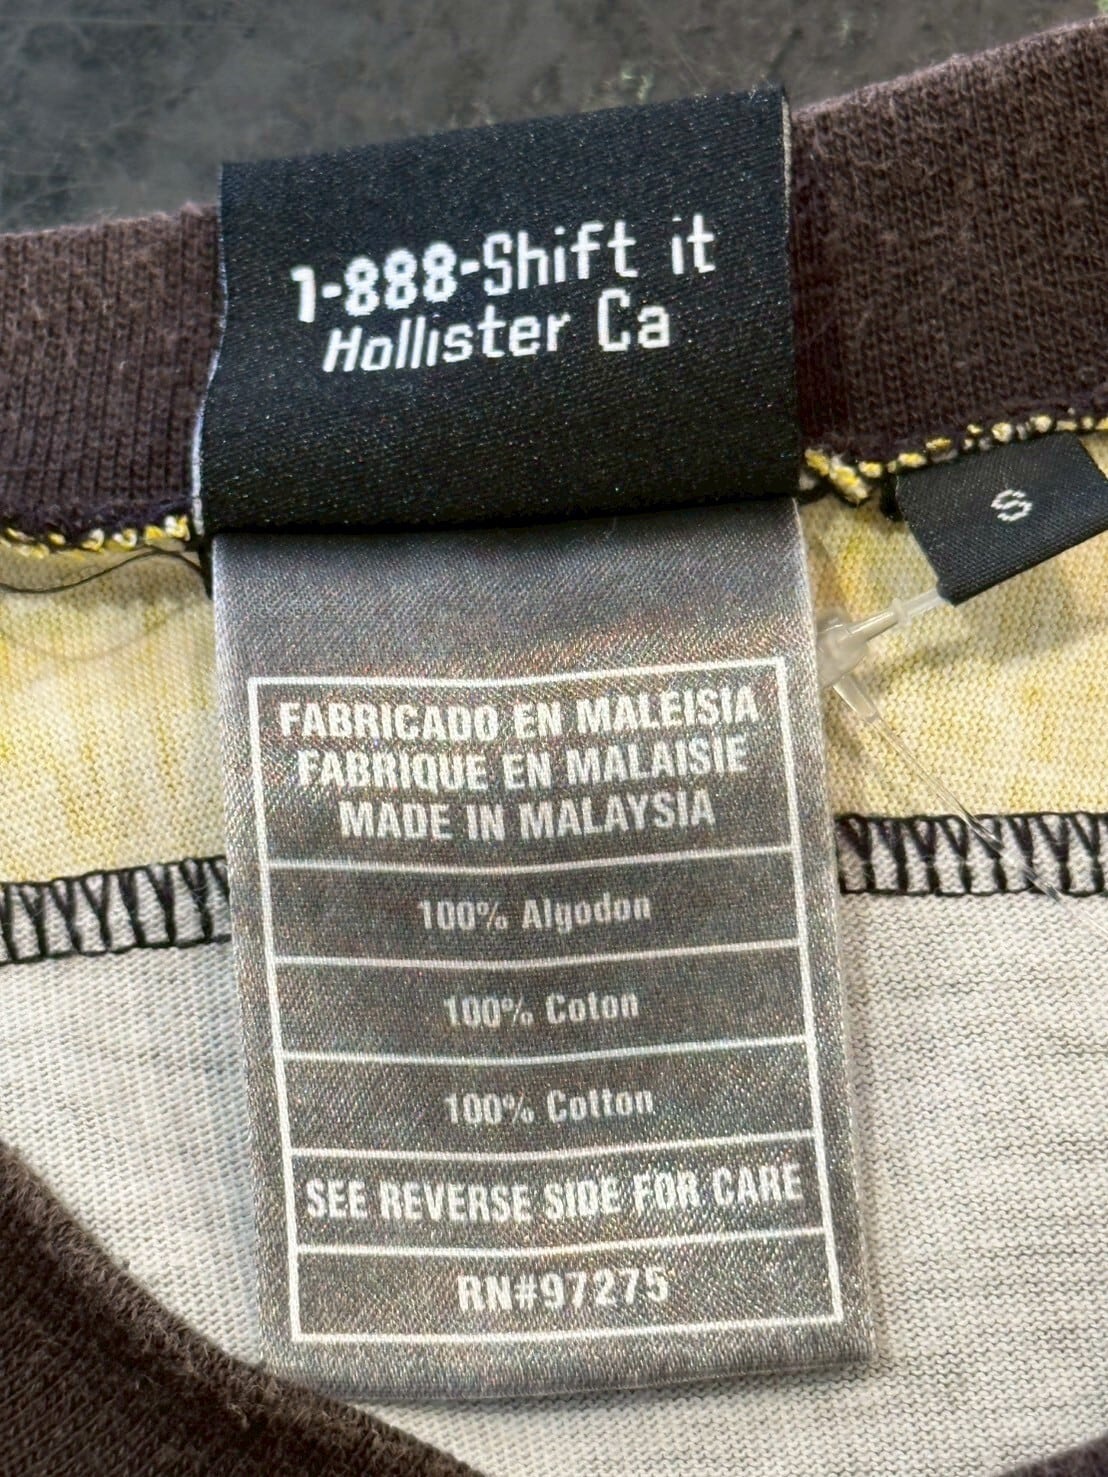 1-888-Shift it
Hollister Ca
S
FABRICADO EN MALEISIA
FABRIQUE EN MALAISIE
MADE IN MALAYSIA
100% Algodon
100% Coton
100% Cotton
SEE REVERSE SIDE FOR CARE
RN#97275